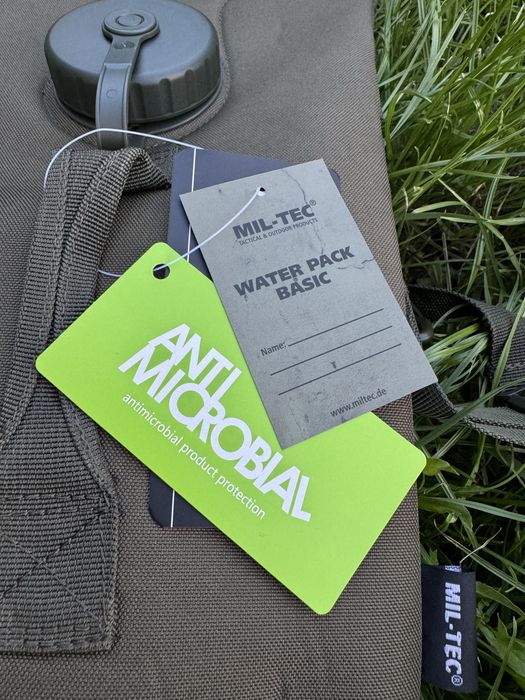 MIL-TEC®
TACTICAL & OUTDOOR PRODUCTS
WATER PACK
BASIC
Name:
www.miltec.de
ANTI
MICROBIAL
antimicrobial product protection
MIL-TEC®